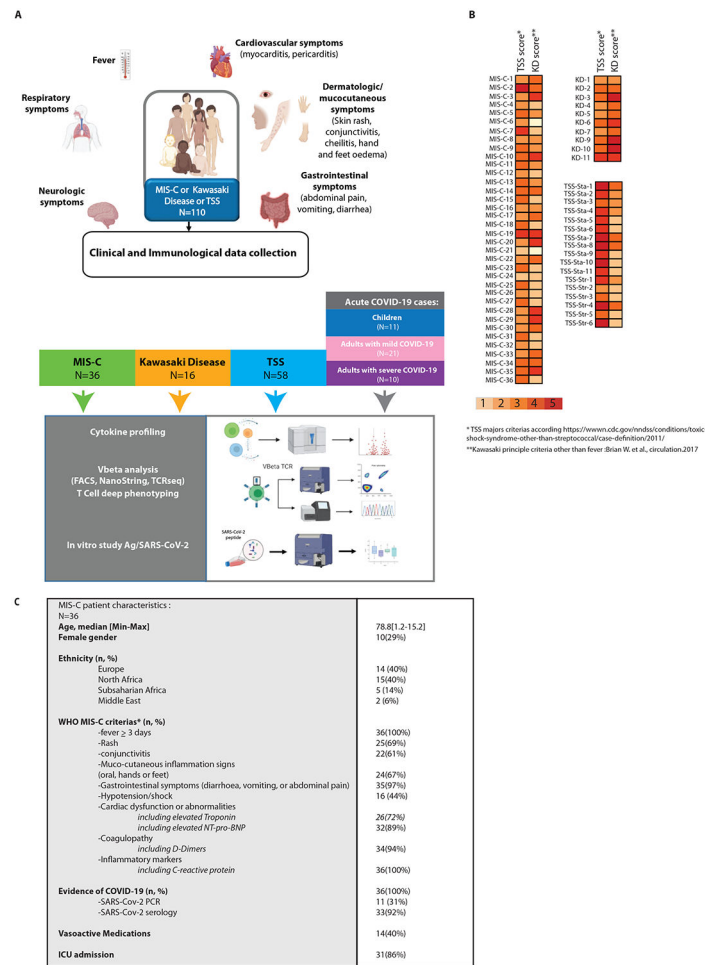 A
Fever
Cardiovascular symptoms
(myocarditis, pericarditis)
Respiratory
symptoms
Dermatologic/
mucocutaneous
symptoms
(Skin rash,
conjunctivitis,
cheilitis, hand
and feet oedema)
Neurologic
symptoms
MIS-C or Kawasaki
Disease or TSS
N=110
Gastrointestinal
symptoms
(abdominal pain,
vomiting, diarrhea)
Clinical and Immunological data collection
Acute COVID-19 cases:
Children
(N=11)
Adults with mild COVID-19
(N=21)
Adults with severe COVID-19
(N=10)
MIS-C
N=36
Kawasaki Disease
N=16
TSS
N=58
Cytokine profiling
Vbeta analysis
(FACS, NanoString, TCRseq)
T Cell deep phenotyping
In vitro study Ag/SARS-CoV-2
VBeta TCR
SARS-CoV-2
peptide
B
TSS score*
KD score**
MIS-C-1
MIS-C-2
MIS-C-3
MIS-C-4
MIS-C-5
MIS-C-6
MIS-C-7
MIS-C-8
MIS-C-9
MIS-C-10
MIS-C-11
MIS-C-12
MIS-C-13
MIS-C-14
MIS-C-15
MIS-C-16
MIS-C-17
MIS-C-18
MIS-C-19
MIS-C-20
MIS-C-21
MIS-C-22
MIS-C-23
MIS-C-24
MIS-C-25
MIS-C-26
MIS-C-27
MIS-C-28
MIS-C-29
MIS-C-30
MIS-C-31
MIS-C-32
MIS-C-33
MIS-C-34
MIS-C-35
MIS-C-36
TSS score*
KD score**
KD-1
KD-2
KD-3
KD-4
KD-5
KD-6
KD-7
KD-9
KD-10
KD-11
TSS-Sta-1
TSS-Sta-2
TSS-Sta-3
TSS-Sta-4
TSS-Sta-5
TSS-Sta-6
TSS-Sta-7
TSS-Sta-8
TSS-Sta-9
TSS-Sta-10
TSS-Sta-11
TSS-Str-1
TSS-Str-2
TSS-Str-3
TSS-Str-4
TSS-Str-5
TSS-Str-6
1 2 3 4 5
* TSS majors criterias according https://wwwn.cdc.gov/nndss/conditions/toxic
shock-syndrome-other-than-streptococcal/case-definition/2011/
**Kawasaki principle criteria other than fever :Brian W. et al., circulation.2017
C
MIS-C patient characteristics :
N=36
Age, median [Min-Max] 78.8[1.2-15.2]
Female gender 10(29%)
Ethnicity (n, %)
Europe 14 (40%)
North Africa 15(40%)
Subsaharian Africa 5 (14%)
Middle East 2 (6%)
WHO MIS-C criterias* (n, %)
-fever ≥ 3 days 36(100%)
-Rash 25(69%)
-conjunctivitis 22(61%)
-Muco-cutaneous inflammation signs
(oral, hands or feet) 24(67%)
-Gastrointestinal symptoms (diarrhoea, vomiting, or abdominal pain) 35(97%)
-Hypotension/shock 16 (44%)
-Cardiac dysfunction or abnormalities
including elevated Troponin 26(72%)
including elevated NT-pro-BNP 32(89%)
-Coagulopathy
including D-Dimers 34(94%)
-Inflammatory markers
including C-reactive protein 36(100%)
Evidence of COVID-19 (n, %) 36(100%)
-SARS-Cov-2 PCR 11 (31%)
-SARS-Cov-2 serology 33(92%)
Vasoactive Medications 14(40%)
ICU admission 31(86%)